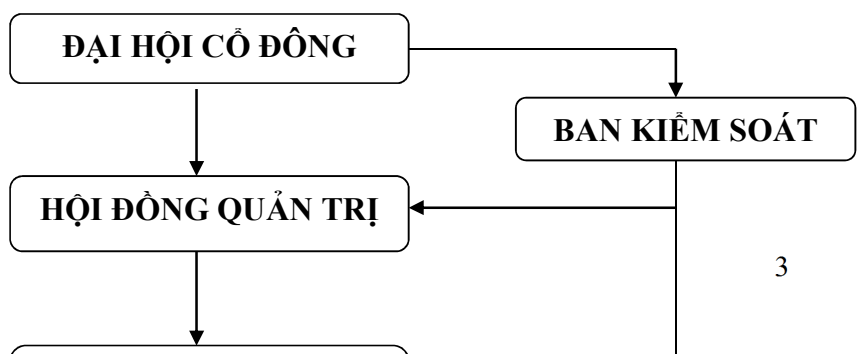 ĐẠI HỘI CỔ ĐÔNG
BAN KIỂM SOÁT
HỘI ĐỒNG QUẢN TRỊ
3